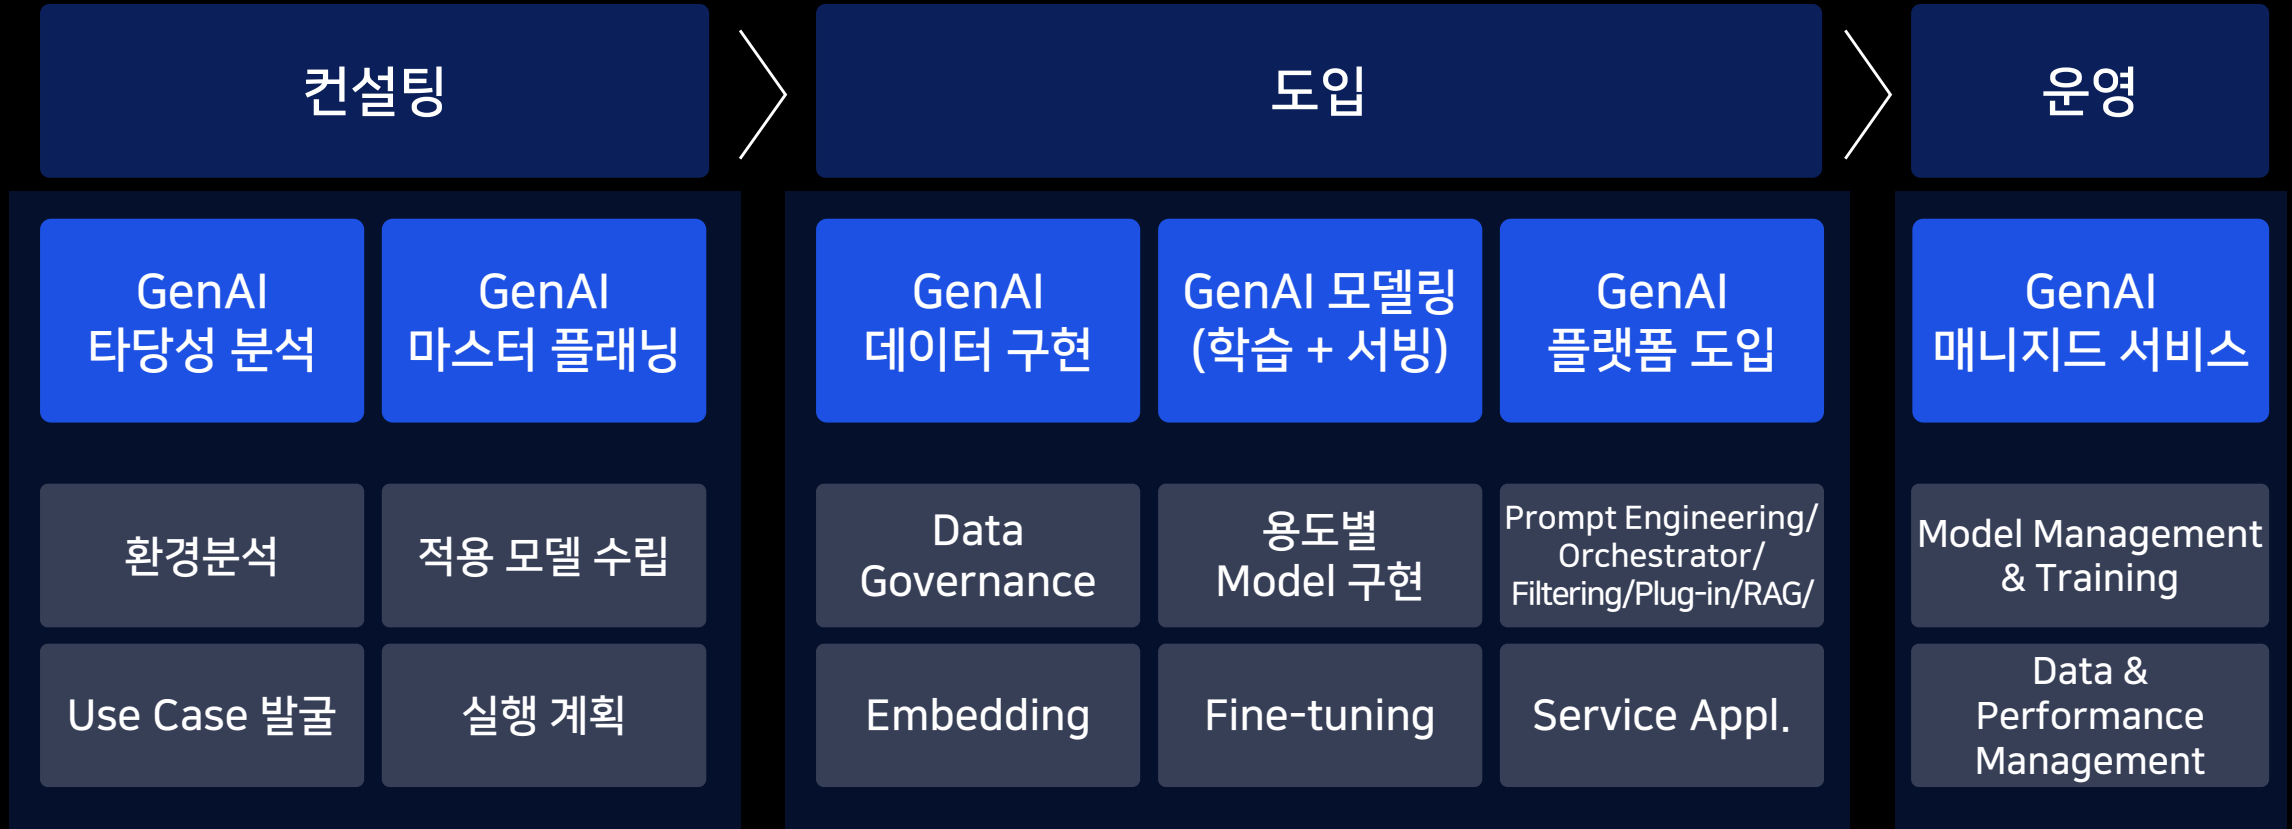 컨설팅
도입
운영
GenAI
타당성 분석
GenAI
마스터 플래닝
GenAI
데이터 구현
GenAI 모델링
(학습 + 서빙)
GenAI
플랫폼 도입
GenAI
매니지드 서비스
환경분석
적용 모델 수립
Data
Governance
용도별
Model 구현
Prompt Engineering/
Orchestrator/
Filtering/Plug-in/RAG/
Model Management
& Training
Use Case 발굴
실행 계획
Embedding
Fine-tuning
Service Appl.
Data &
Performance
Management